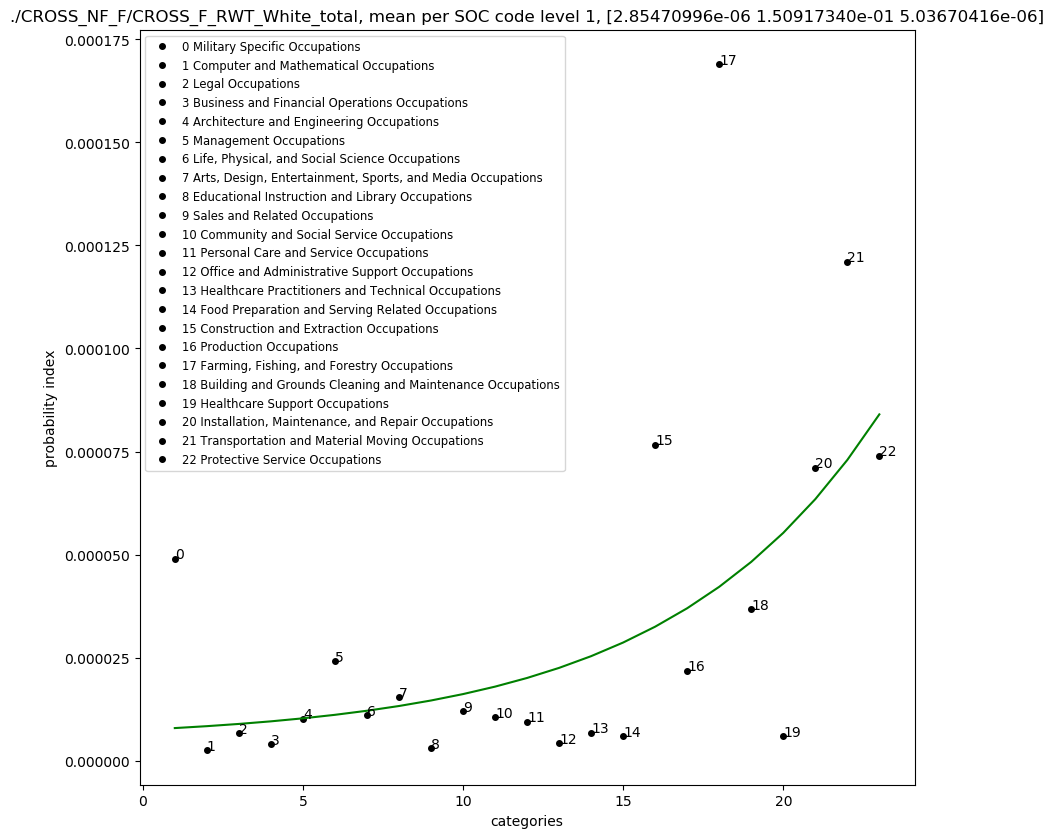 ./CROSS_NF_F/CROSS_F_RWT_White_total, mean per SOC code level 1, [2.85470996e-06 1.50917340e-01 5.03670416e-06]
0.000175
0.000150
0.000125
0.000100
0.000075
0.000050
0.000025
0.000000
probability index
0 Military Specific Occupations
1 Computer and Mathematical Occupations
2 Legal Occupations
3 Business and Financial Operations Occupations
4 Architecture and Engineering Occupations
5 Management Occupations
6 Life, Physical, and Social Science Occupations
7 Arts, Design, Entertainment, Sports, and Media Occupations
8 Educational Instruction and Library Occupations
9 Sales and Related Occupations
10 Community and Social Service Occupations
11 Personal Care and Service Occupations
12 Office and Administrative Support Occupations
13 Healthcare Practitioners and Technical Occupations
14 Food Preparation and Serving Related Occupations
15 Construction and Extraction Occupations
16 Production Occupations
17 Farming, Fishing, and Forestry Occupations
18 Building and Grounds Cleaning and Maintenance Occupations
19 Healthcare Support Occupations
20 Installation, Maintenance, and Repair Occupations
21 Transportation and Material Moving Occupations
22 Protective Service Occupations
0
1
2
3
4
5
6
7
8
9
10
11
12
13
14
15
16
17
18
19
20
21
22
0
5
10
15
20
categories